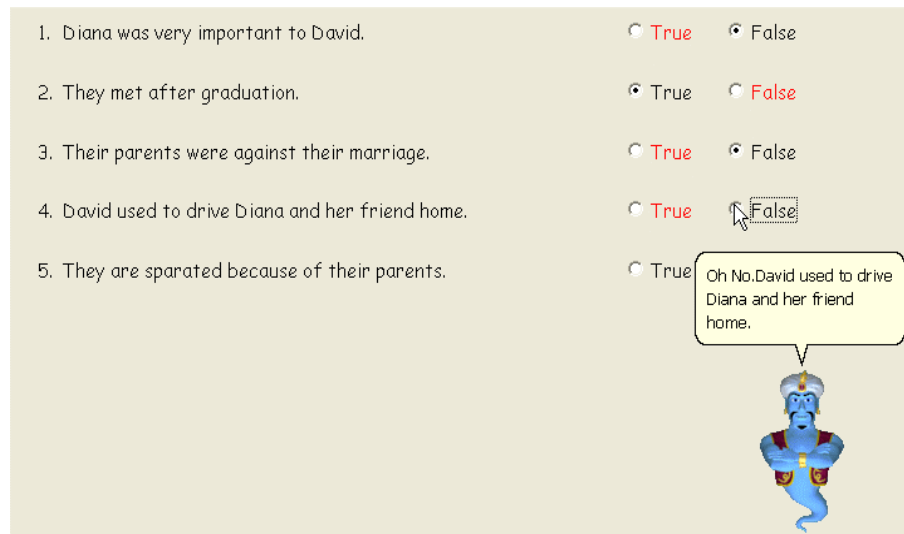 1. Diana was very important to David. True False
2. They met after graduation. True False
3. Their parents were against their marriage. True False
4. David used to drive Diana and her friend home. True False
5. They are sparated because of their parents. True
Oh No.David used to drive
Diana and her friend
home.